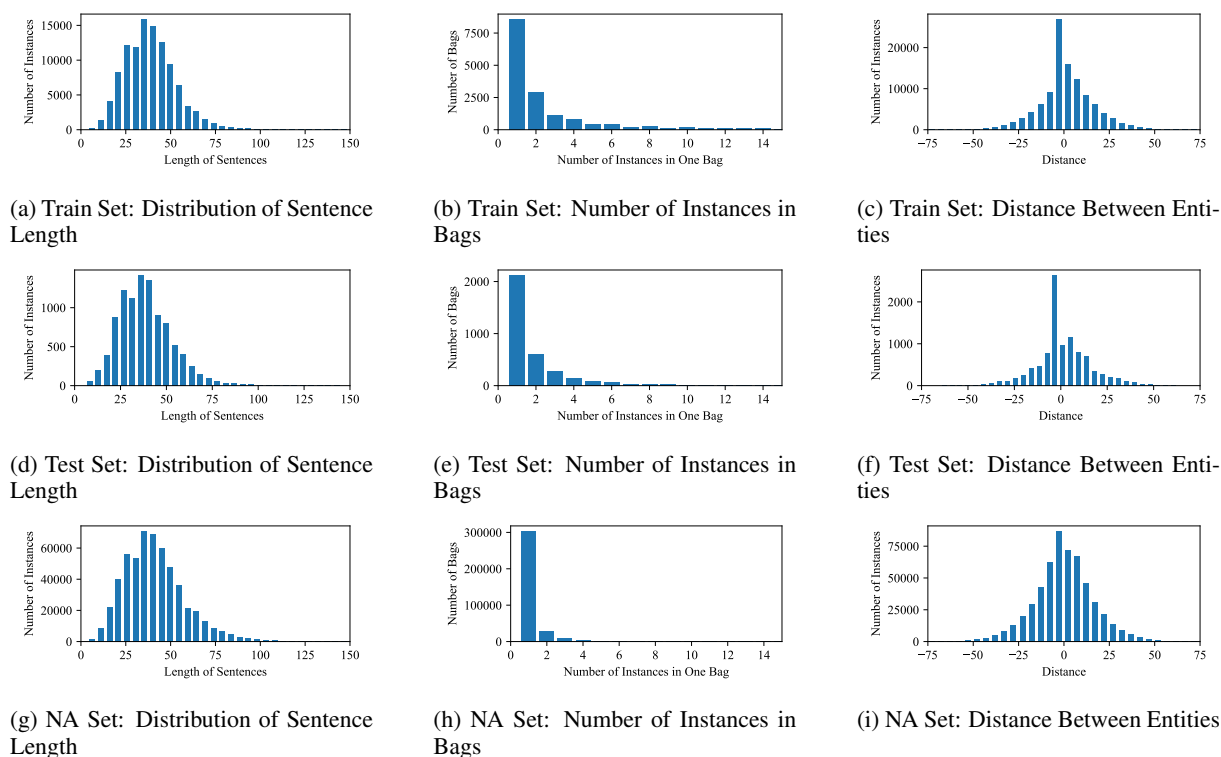 15000
10000
5000
0
Number of Instances
0 25 50 75 100 125 150
Length of Sentences
7500
5000
2500
0
Number of Bags
0 2 4 6 8 10 12 14
Number of Instances in One Bag
20000
10000
0
Number of Instances
−75 −50 −25 0 25 50 75
Distance
(a) Train Set: Distribution of Sentence
Length
(b) Train Set: Number of Instances in
Bags
(c) Train Set: Distance Between Enti-
ties
1000
500
0
Number of Instances
0 25 50 75 100 125 150
Length of Sentences
2000
1000
0
Number of Bags
0 2 4 6 8 10 12 14
Number of Instances in One Bag
2000
1000
0
Number of Instances
−75 −50 −25 0 25 50 75
Distance
(d) Test Set: Distribution of Sentence
Length
(e) Test Set: Number of Instances in
Bags
(f) Test Set: Distance Between Enti-
ties
60000
40000
20000
0
Number of Instances
0 25 50 75 100 125 150
Length of Sentences
300000
200000
100000
0
Number of Bags
0 2 4 6 8 10 12 14
Number of Instances in One Bag
75000
50000
25000
0
Number of Instances
−75 −50 −25 0 25 50 75
Distance
(g) NA Set: Distribution of Sentence
Length
(h) NA Set: Number of Instances in
Bags
(i) NA Set: Distance Between Entities